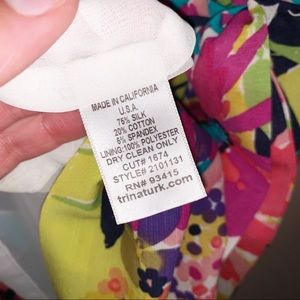 MADE IN CALIFORNIA
U.S.A.
75% SILK
20% COTTON
5% SPANDEX
LINING:100% POLYESTER
DRY CLEAN ONLY
CUT# 1674
STYLE# 2101131
RN# 93415
trinaturk.com